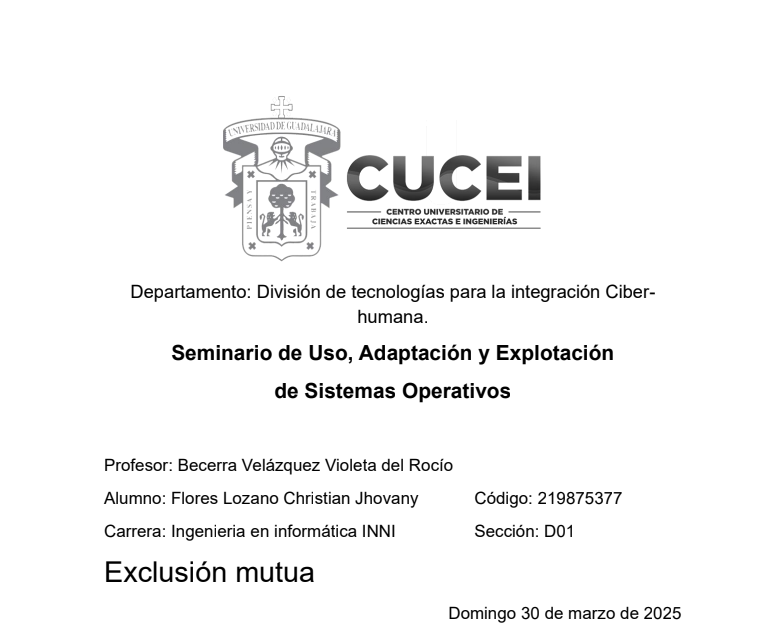 UNIVERSIDAD DE GUADALAJARA
PIENSA Y
TRABAJA
CUCEI
CENTRO UNIVERSITARIO DE
CIENCIAS EXACTAS E INGENIERÍAS
Departamento: División de tecnologías para la integración Ciber-
humana.
Seminario de Uso, Adaptación y Explotación
de Sistemas Operativos
Profesor: Becerra Velázquez Violeta del Rocío
Alumno: Flores Lozano Christian Jhovany Código: 219875377
Carrera: Ingenieria en informática INNI Sección: D01
Exclusión mutua
Domingo 30 de marzo de 2025